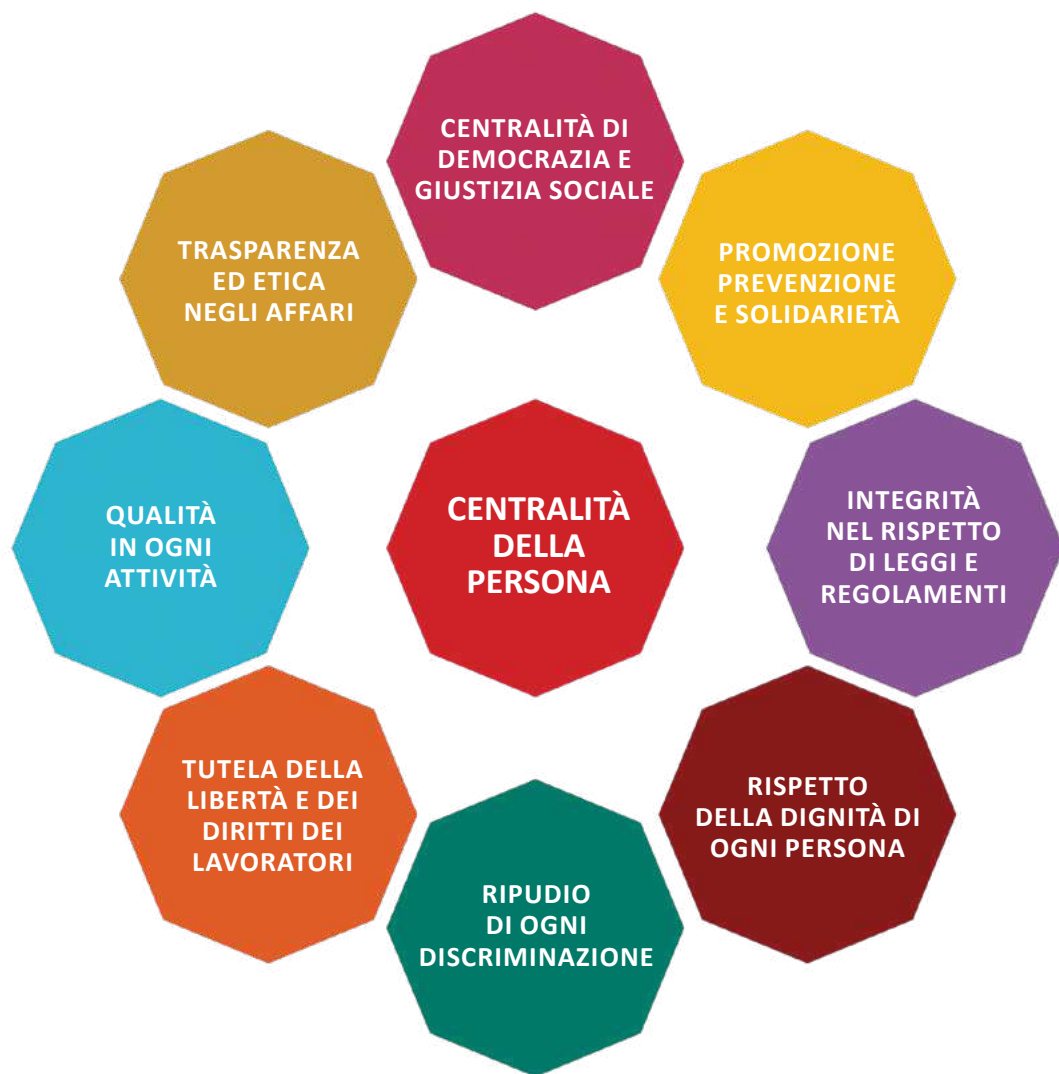 CENTRALITÀ DI
DEMOCRAZIA E
GIUSTIZIA SOCIALE
PROMOZIONE
PREVENZIONE
E SOLIDARIETÀ
INTEGRITÀ
NEL RISPETTO
DI LEGGI E
REGOLAMENTI
RISPETTO
DELLA DIGNITÀ DI
OGNI PERSONA
RIPUDIO
DI OGNI
DISCRIMINAZIONE
TUTELA DELLA
LIBERTÀ E DEI
DIRITTI DEI
LAVORATORI
QUALITÀ
IN OGNI
ATTIVITÀ
TRASPARENZA
ED ETICA
NEGLI AFFARI
CENTRALITÀ
DELLA
PERSONA